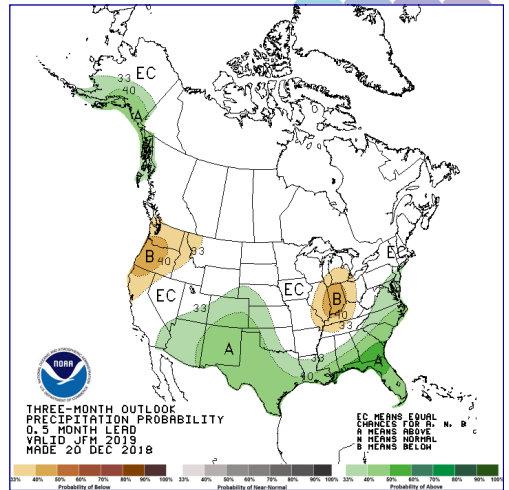 33 EC
40
A
B 40 33
EC
33
A
EC
EC
B
40
33
33
40
A
NOAA
THREE-MONTH OUTLOOK
PRECIPITATION PROBABILITY
0.5 MONTH LEAD
VALID JFM 2019
MADE 20 DEC 2018
EC MEANS EQUAL
CHANCES FOR A, N, B
A MEANS ABOVE
N MEANS NORMAL
B MEANS BELOW
33% 40% 50% 60% 70% 80% 90% 100% 33% 40% 50% 60% 70% 80% 90% 100% 33% 40% 50% 60% 70% 80% 90% 100%
Probability of Below Probability of Near-Normal Probability of Above